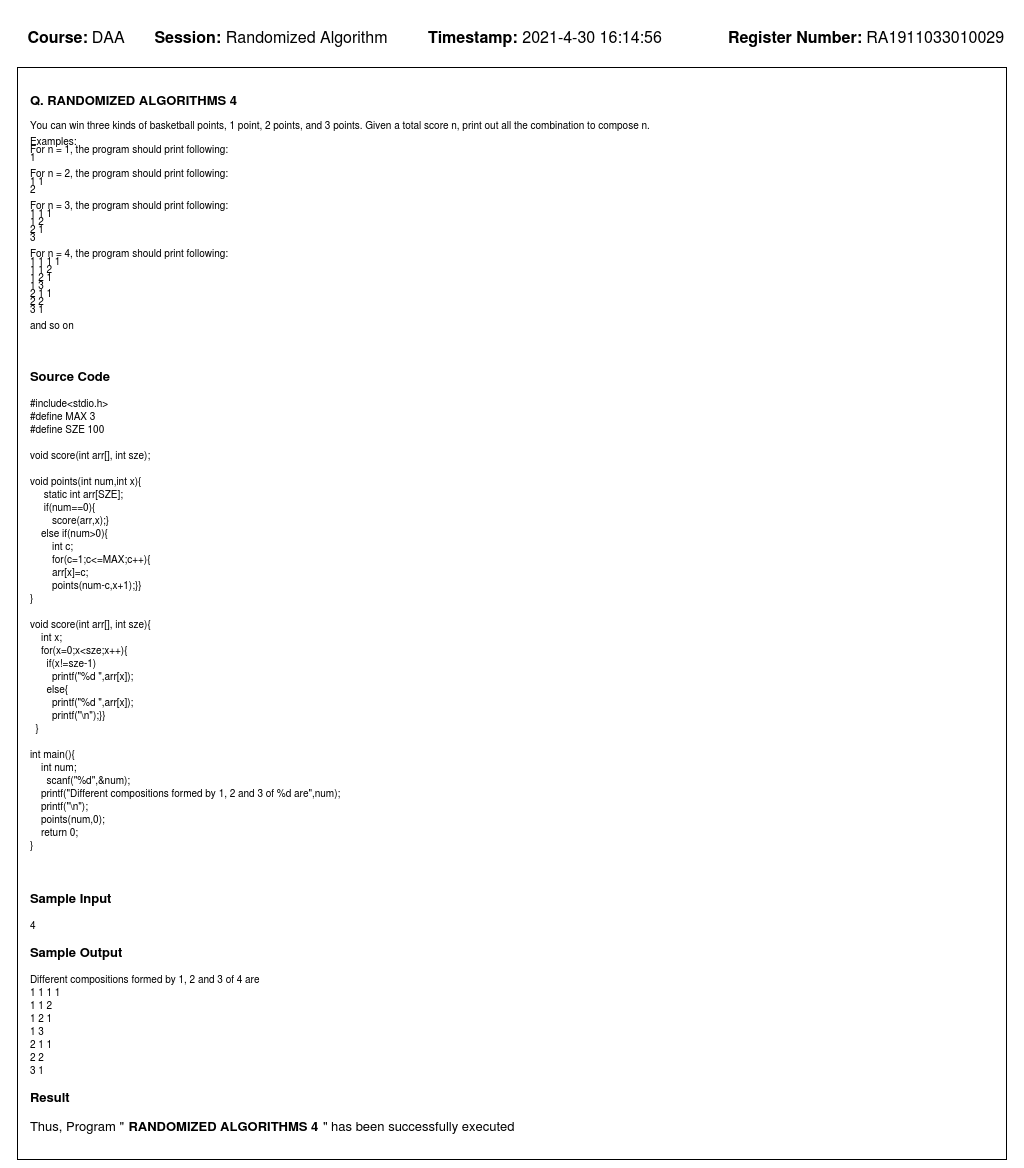 Course: DAA Session: Randomized Algorithm Timestamp: 2021-4-30 16:14:56 Register Number: RA1911033010029
Q. RANDOMIZED ALGORITHMS 4
You can win three kinds of basketball points, 1 point, 2 points, and 3 points. Given a total score n, print out all the combination to compose n.
Examples:
For n = 1, the program should print following:
1
For n = 2, the program should print following:
1 1
2
For n = 3, the program should print following:
1 1 1
1 2
2 1
3
For n = 4, the program should print following:
1 1 1 1
1 1 2
1 2 1
1 3
2 1 1
2 2
3 1
and so on
Source Code
#include<stdio.h>
#define MAX 3
#define SZE 100
void score(int arr[], int sze);
void points(int num,int x){
static int arr[SZE];
if(num==0){
score(arr,x);}
else if(num>0){
int c;
for(c=1;c<=MAX;c++){
arr[x]=c;
points(num-c,x+1);}}
}
void score(int arr[], int sze){
int x;
for(x=0;x<sze;x++){
if(x!=sze-1)
printf("%d ",arr[x]);
else{
printf("%d ",arr[x]);
printf("\n");}}
}
int main(){
int num;
scanf("%d",&num);
printf("Different compositions formed by 1, 2 and 3 of %d are",num);
printf("\n");
points(num,0);
return 0;
}
Sample Input
4
Sample Output
Different compositions formed by 1, 2 and 3 of 4 are
1 1 1 1
1 1 2
1 2 1
1 3
2 1 1
2 2
3 1
Result
Thus, Program " RANDOMIZED ALGORITHMS 4 " has been successfully executed